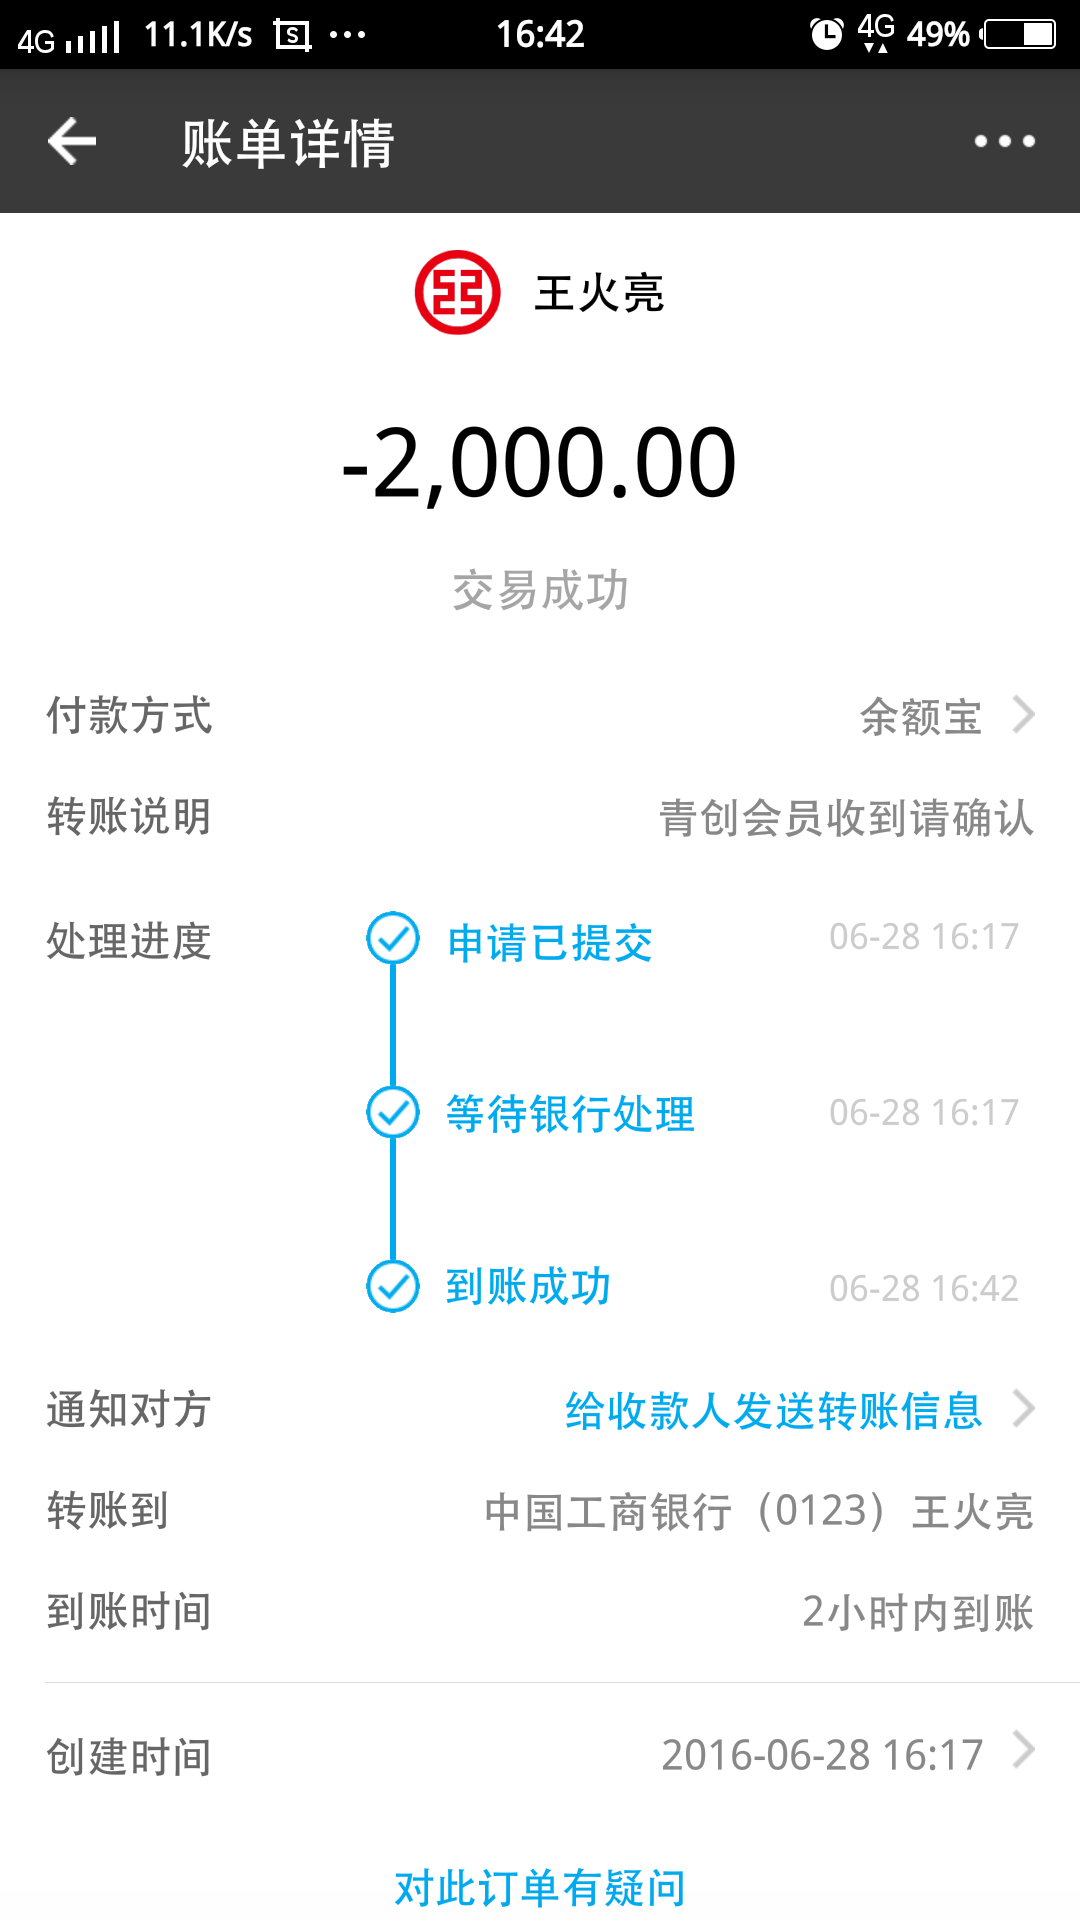 4G 11.1K/s S ... 16:42 4G 49%
账单详情
王火亮
-2,000.00
交易成功
付款方式 余额宝
转账说明 青创会员收到请确认
处理进度 申请已提交 06-28 16:17
等待银行处理 06-28 16:17
到账成功 06-28 16:42
通知对方 给收款人发送转账信息
转账到 中国工商银行（0123）王火亮
到账时间 2小时内到账
创建时间 2016-06-28 16:17
对此订单有疑问